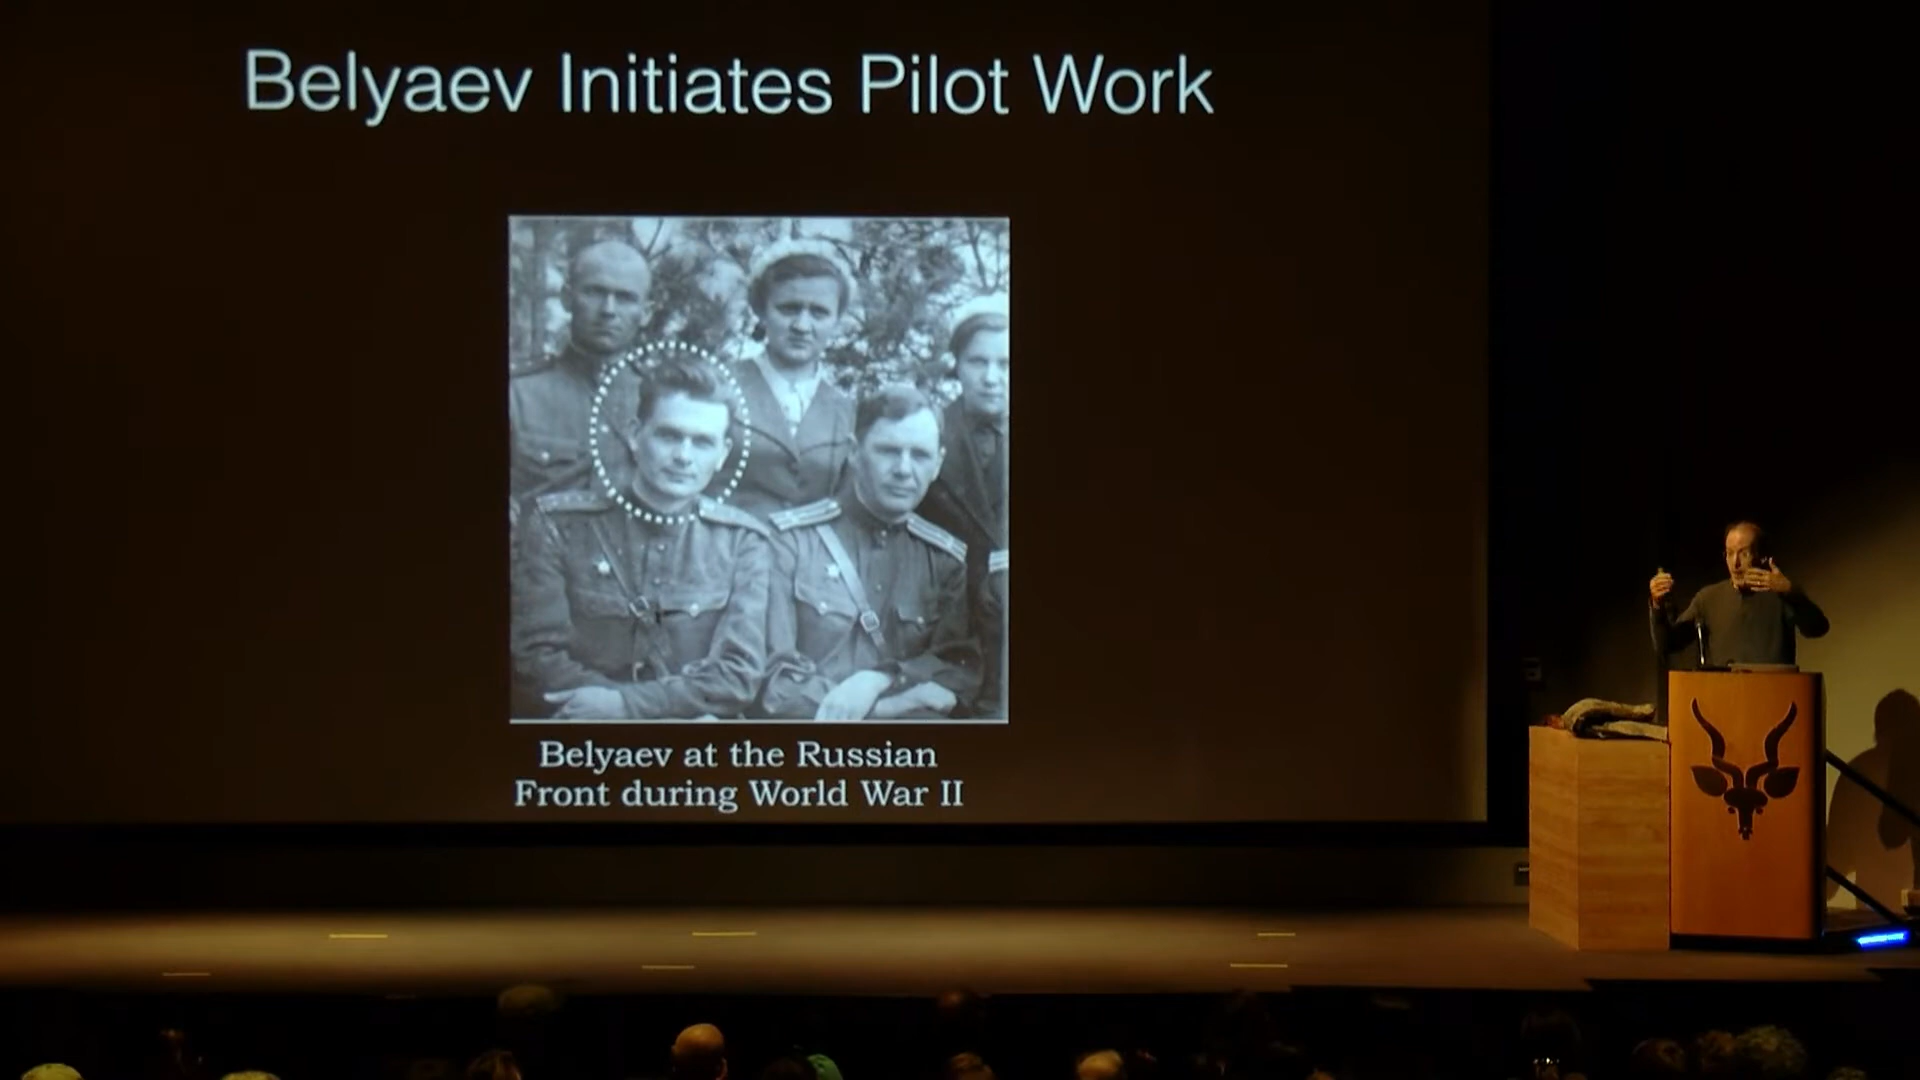 Belyaev Initiates Pilot Work
Belyaev at the Russian
Front during World War II